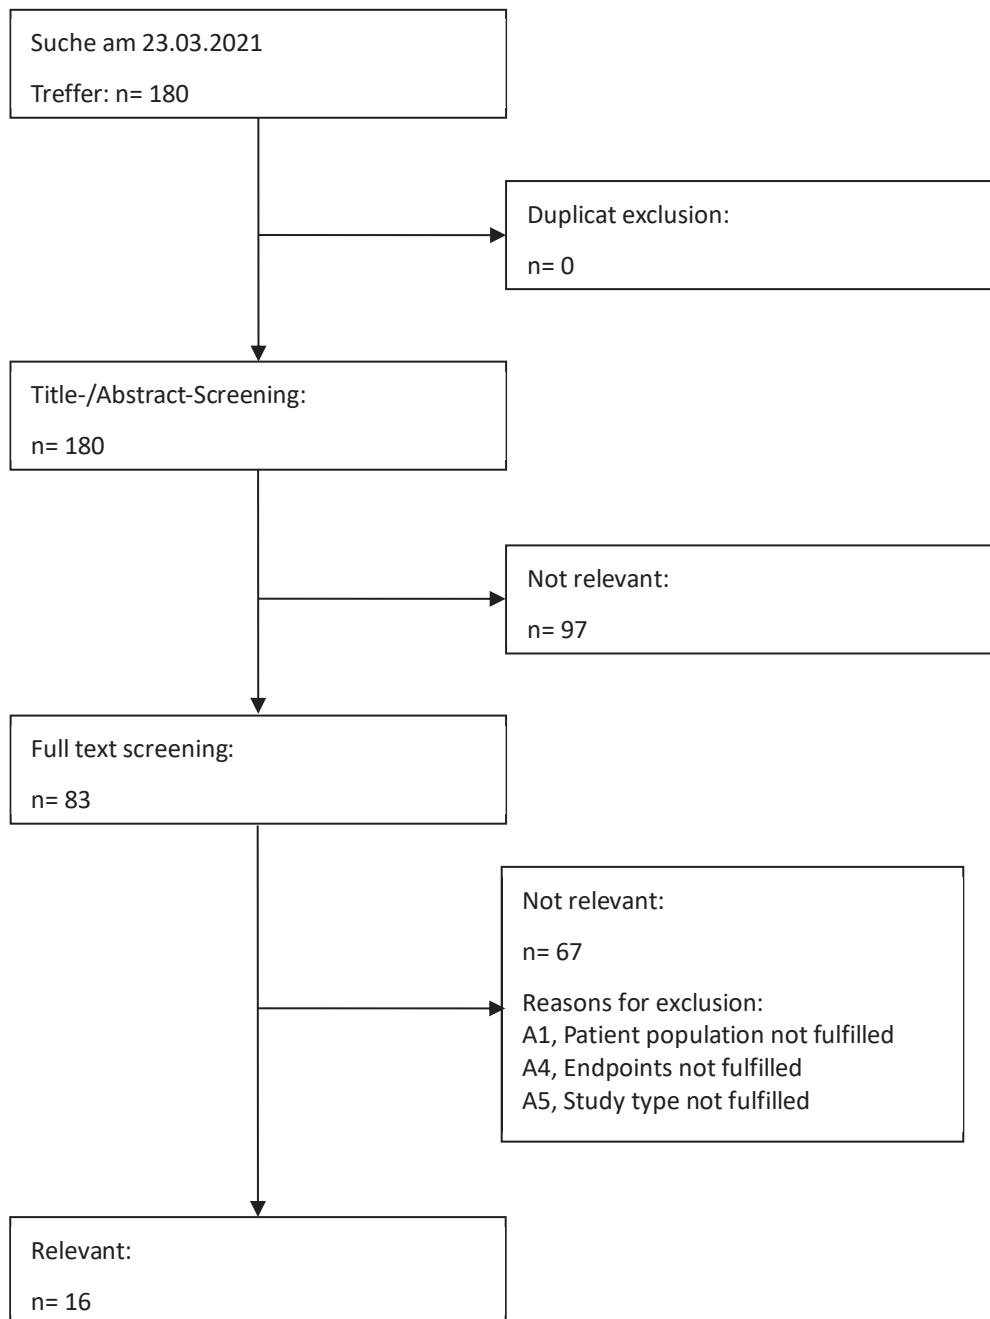 Suche am 23.03.2021
Treffer: n= 180
Duplicat exclusion:
n= 0
Title-/Abstract-Screening:
n= 180
Not relevant:
n= 97
Full text screening:
n= 83
Not relevant:
n= 67
Reasons for exclusion:
A1, Patient population not fulfilled
A4, Endpoints not fulfilled
A5, Study type not fulfilled
Relevant:
n= 16